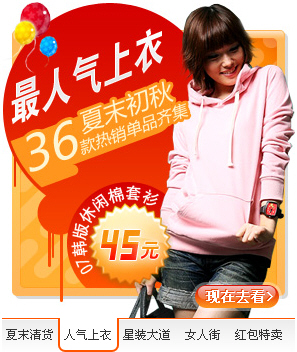 最人气上衣
36
夏末初秋
款热销单品齐集
07韩版休闲棉套衫
45元
现在去看>
夏末清货 人气上衣 星装大道 女人街 红包特卖